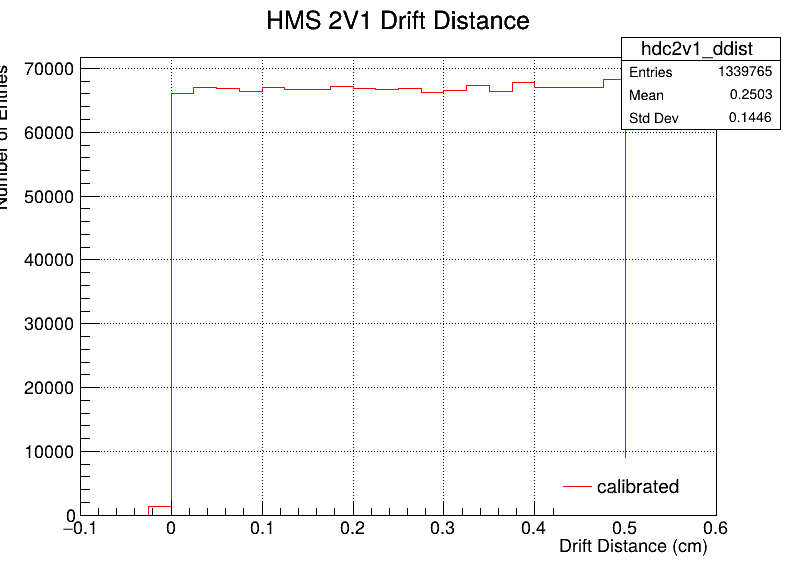 HMS 2V1 Drift Distance
hdc2v1_ddist
Entries 1339765
Mean 0.2503
Std Dev 0.1446
Number of Entries
70000
60000
50000
40000
30000
20000
10000
0
−0.1 0 0.1 0.2 0.3 0.4 0.5 0.6
calibrated
Drift Distance (cm)